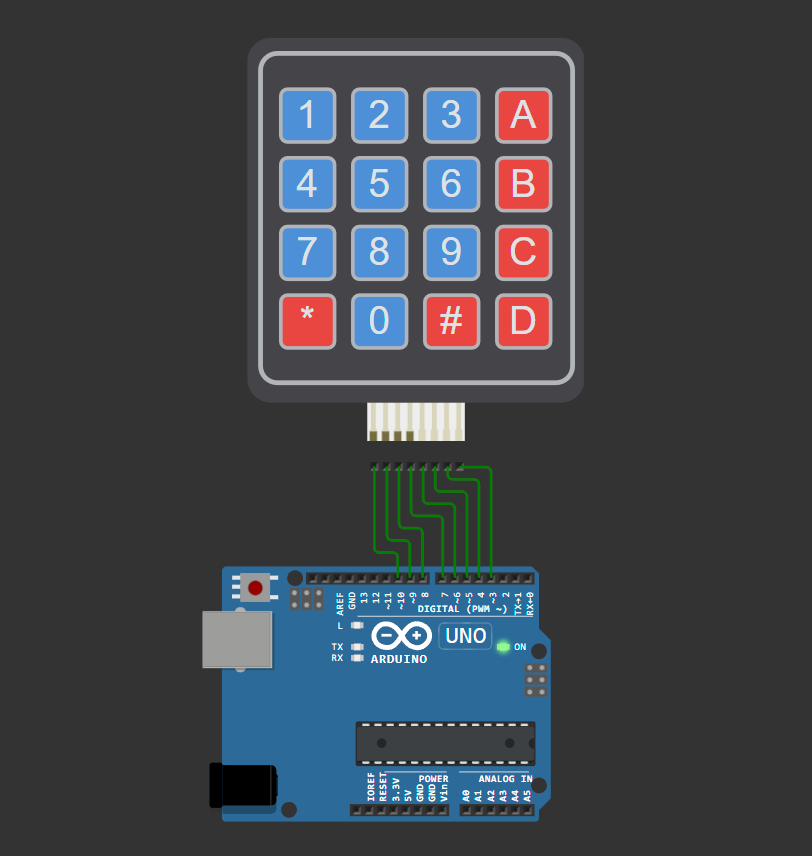 1 2 3 A
4 5 6 B
7 8 9 C
* 0 # D
AREF GND 13 12 ~11 ~10 ~9 8 7 ~6 ~5 4 ~3 2 TX→1 RX←0
DIGITAL (PWM ~)
L
UNO
TX
ON
RX
ARDUINO
POWER
ANALOG IN
IOREF RESET 3.3V 5V GND GND Vin A0 A1 A2 A3 A4 A5